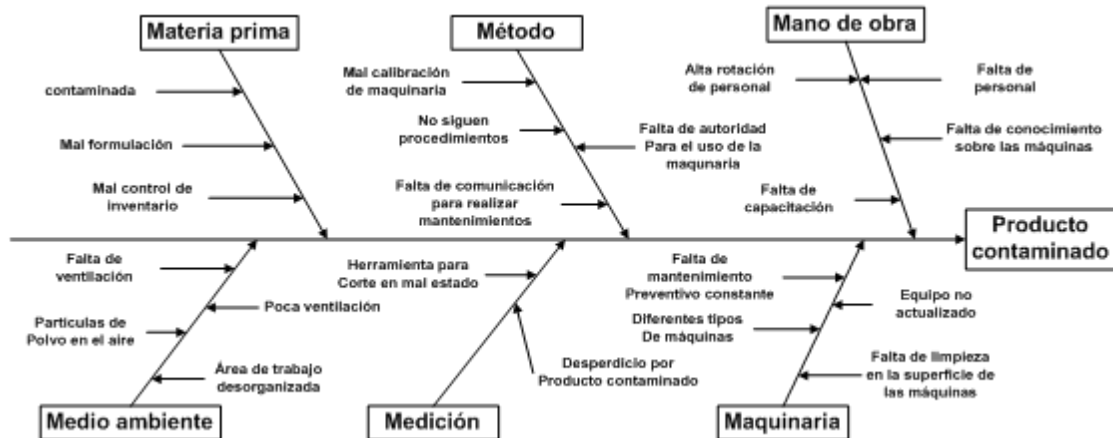 Materia prima
Método
Mano de obra
contaminada
Mal formulación
Mal control de
inventario
Mal calibración
de maquinaria
No siguen
procedimientos
Falta de autoridad
Para el uso de la
maqunaria
Falta de comunicación
para realizar
mantenimientos
Alta rotación
de personal
Falta de
personal
Falta de conocimiento
sobre las máquinas
Falta de
capacitación
Producto
contaminado
Falta de
ventilación
Poca ventilación
Particulas de
Polvo en el aire
Área de trabajo
desorganizada
Herramienta para
Corte en mal estado
Desperdicio por
Producto contaminado
Falta de
mantenimiento
Preventivo constante
Equipo no
actualizado
Diferentes tipos
De máquinas
Falta de limpieza
en la superficie de
las máquinas
Medio ambiente
Medición
Maquinaria